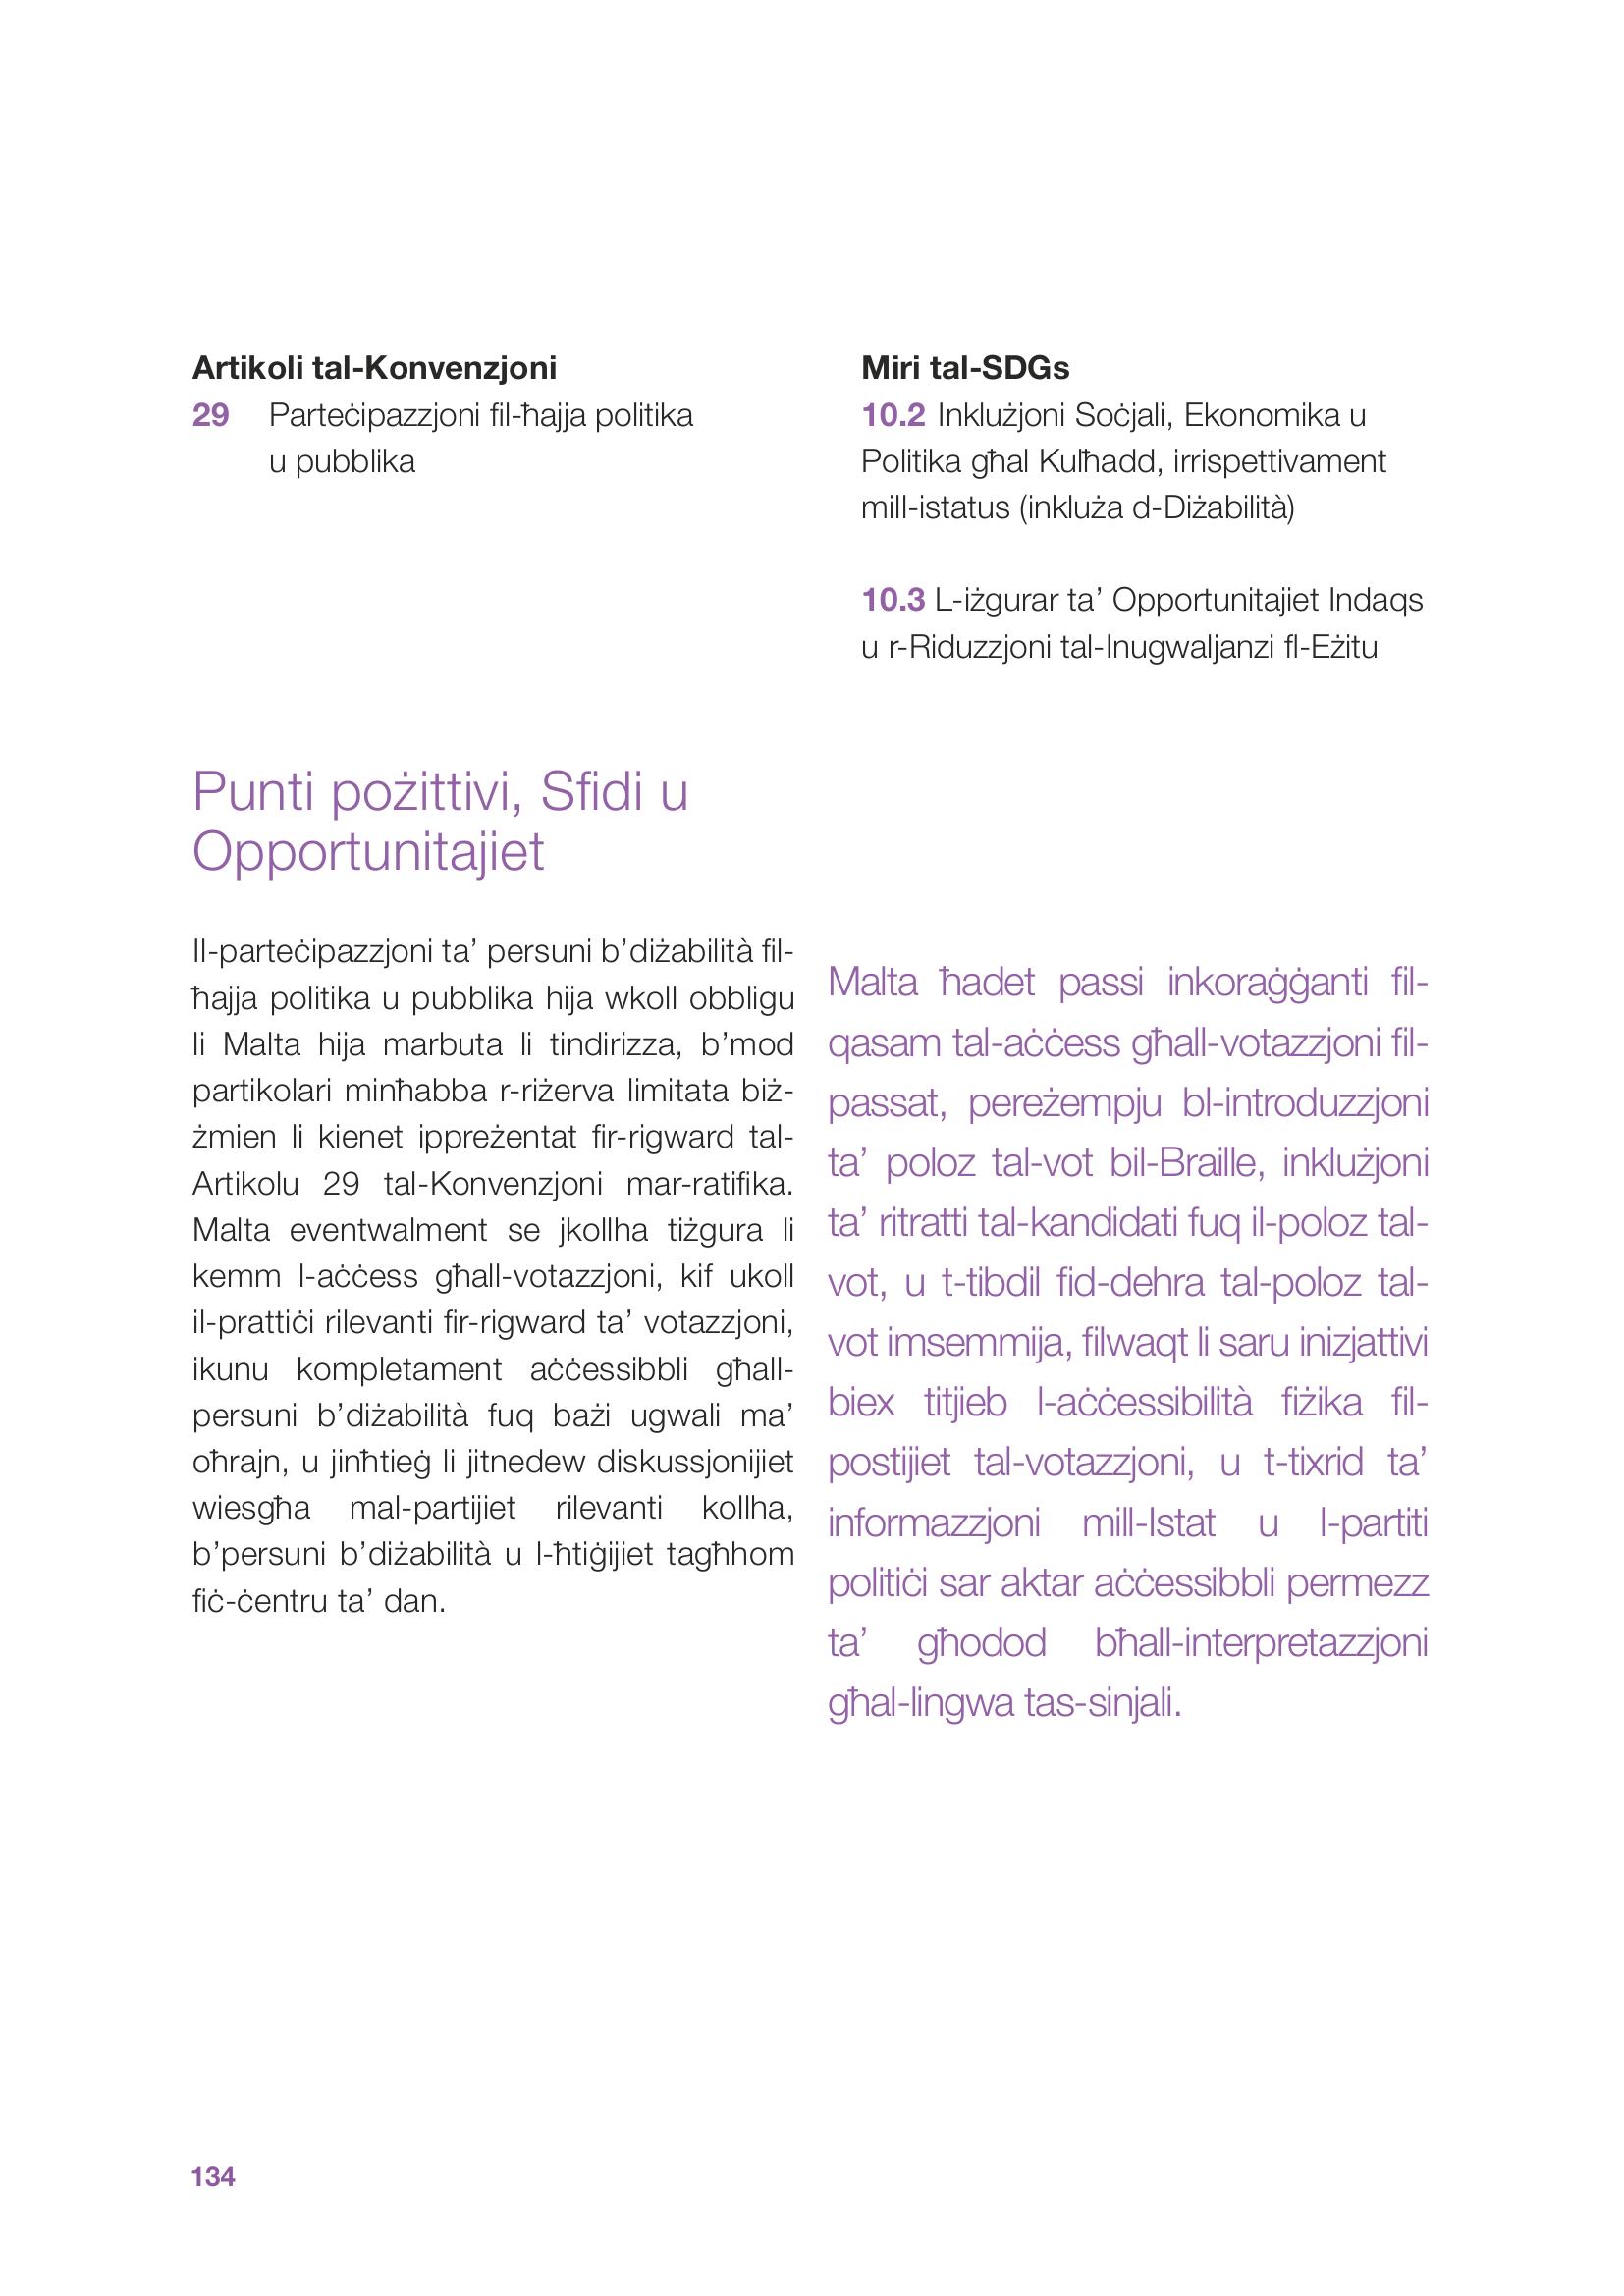 Artikoli tal-Konvenzjoni
29 Parteċipazzjoni fil-ħajja politika
u pubblika
Miri tal-SDGs
10.2 Inklużjoni Soċjali, Ekonomika u
Politika għal Kulħadd, irrispettivament
mill-istatus (inkluża d-Diżabilità)
10.3 L-iżgurar ta’ Opportunitajiet Indaqs
u r-Riduzzjoni tal-Inugwaljanzi fl-Eżitu
Punti pożittivi, Sfidi u
Opportunitajiet
Il-parteċipazzjoni ta’ persuni b’diżabilità fil-
ħajja politika u pubblika hija wkoll obbligu
li Malta hija marbuta li tindirizza, b’mod
partikolari minħabba r-riżerva limitata biż-
żmien li kienet ippreżentat fir-rigward tal-
Artikolu 29 tal-Konvenzjoni mar-ratifika.
Malta eventwalment se jkollha tiżgura li
kemm l-aċċess għall-votazzjoni, kif ukoll
il-prattiċi rilevanti fir-rigward ta’ votazzjoni,
ikunu kompletament aċċessibbli għall-
persuni b’diżabilità fuq bażi ugwali ma’
oħrajn, u jinħtieġ li jitnedew diskussjonijiet
wiesgħa mal-partijiet rilevanti kollha,
b’persuni b’diżabilità u l-ħtiġijiet tagħhom
fiċ-ċentru ta’ dan.
Malta ħadet passi inkoraġġanti fil-
qasam tal-aċċess għall-votazzjoni fil-
passat, pereżempju bl-introduzzjoni
ta’ poloz tal-vot bil-Braille, inklużjoni
ta’ ritratti tal-kandidati fuq il-poloz tal-
vot, u t-tibdil fid-dehra tal-poloz tal-
vot imsemmija, filwaqt li saru inizjattivi
biex titjieb l-aċċessibilità fiżika fil-
postijiet tal-votazzjoni, u t-tixrid ta’
informazzjoni mill-Istat u l-partiti
politiċi sar aktar aċċessibbli permezz
ta’ għodod bħall-interpretazzjoni
għal-lingwa tas-sinjali.
134